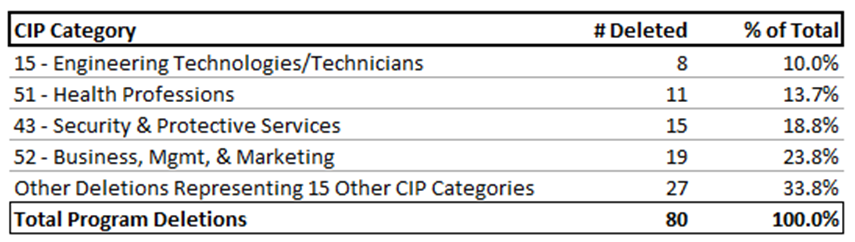 CIP Category # Deleted % of Total
15 - Engineering Technologies/Technicians 8 10.0%
51 - Health Professions 11 13.7%
43 - Security & Protective Services 15 18.8%
52 - Business, Mgmt, & Marketing 19 23.8%
Other Deletions Representing 15 Other CIP Categories 27 33.8%
Total Program Deletions 80 100.0%